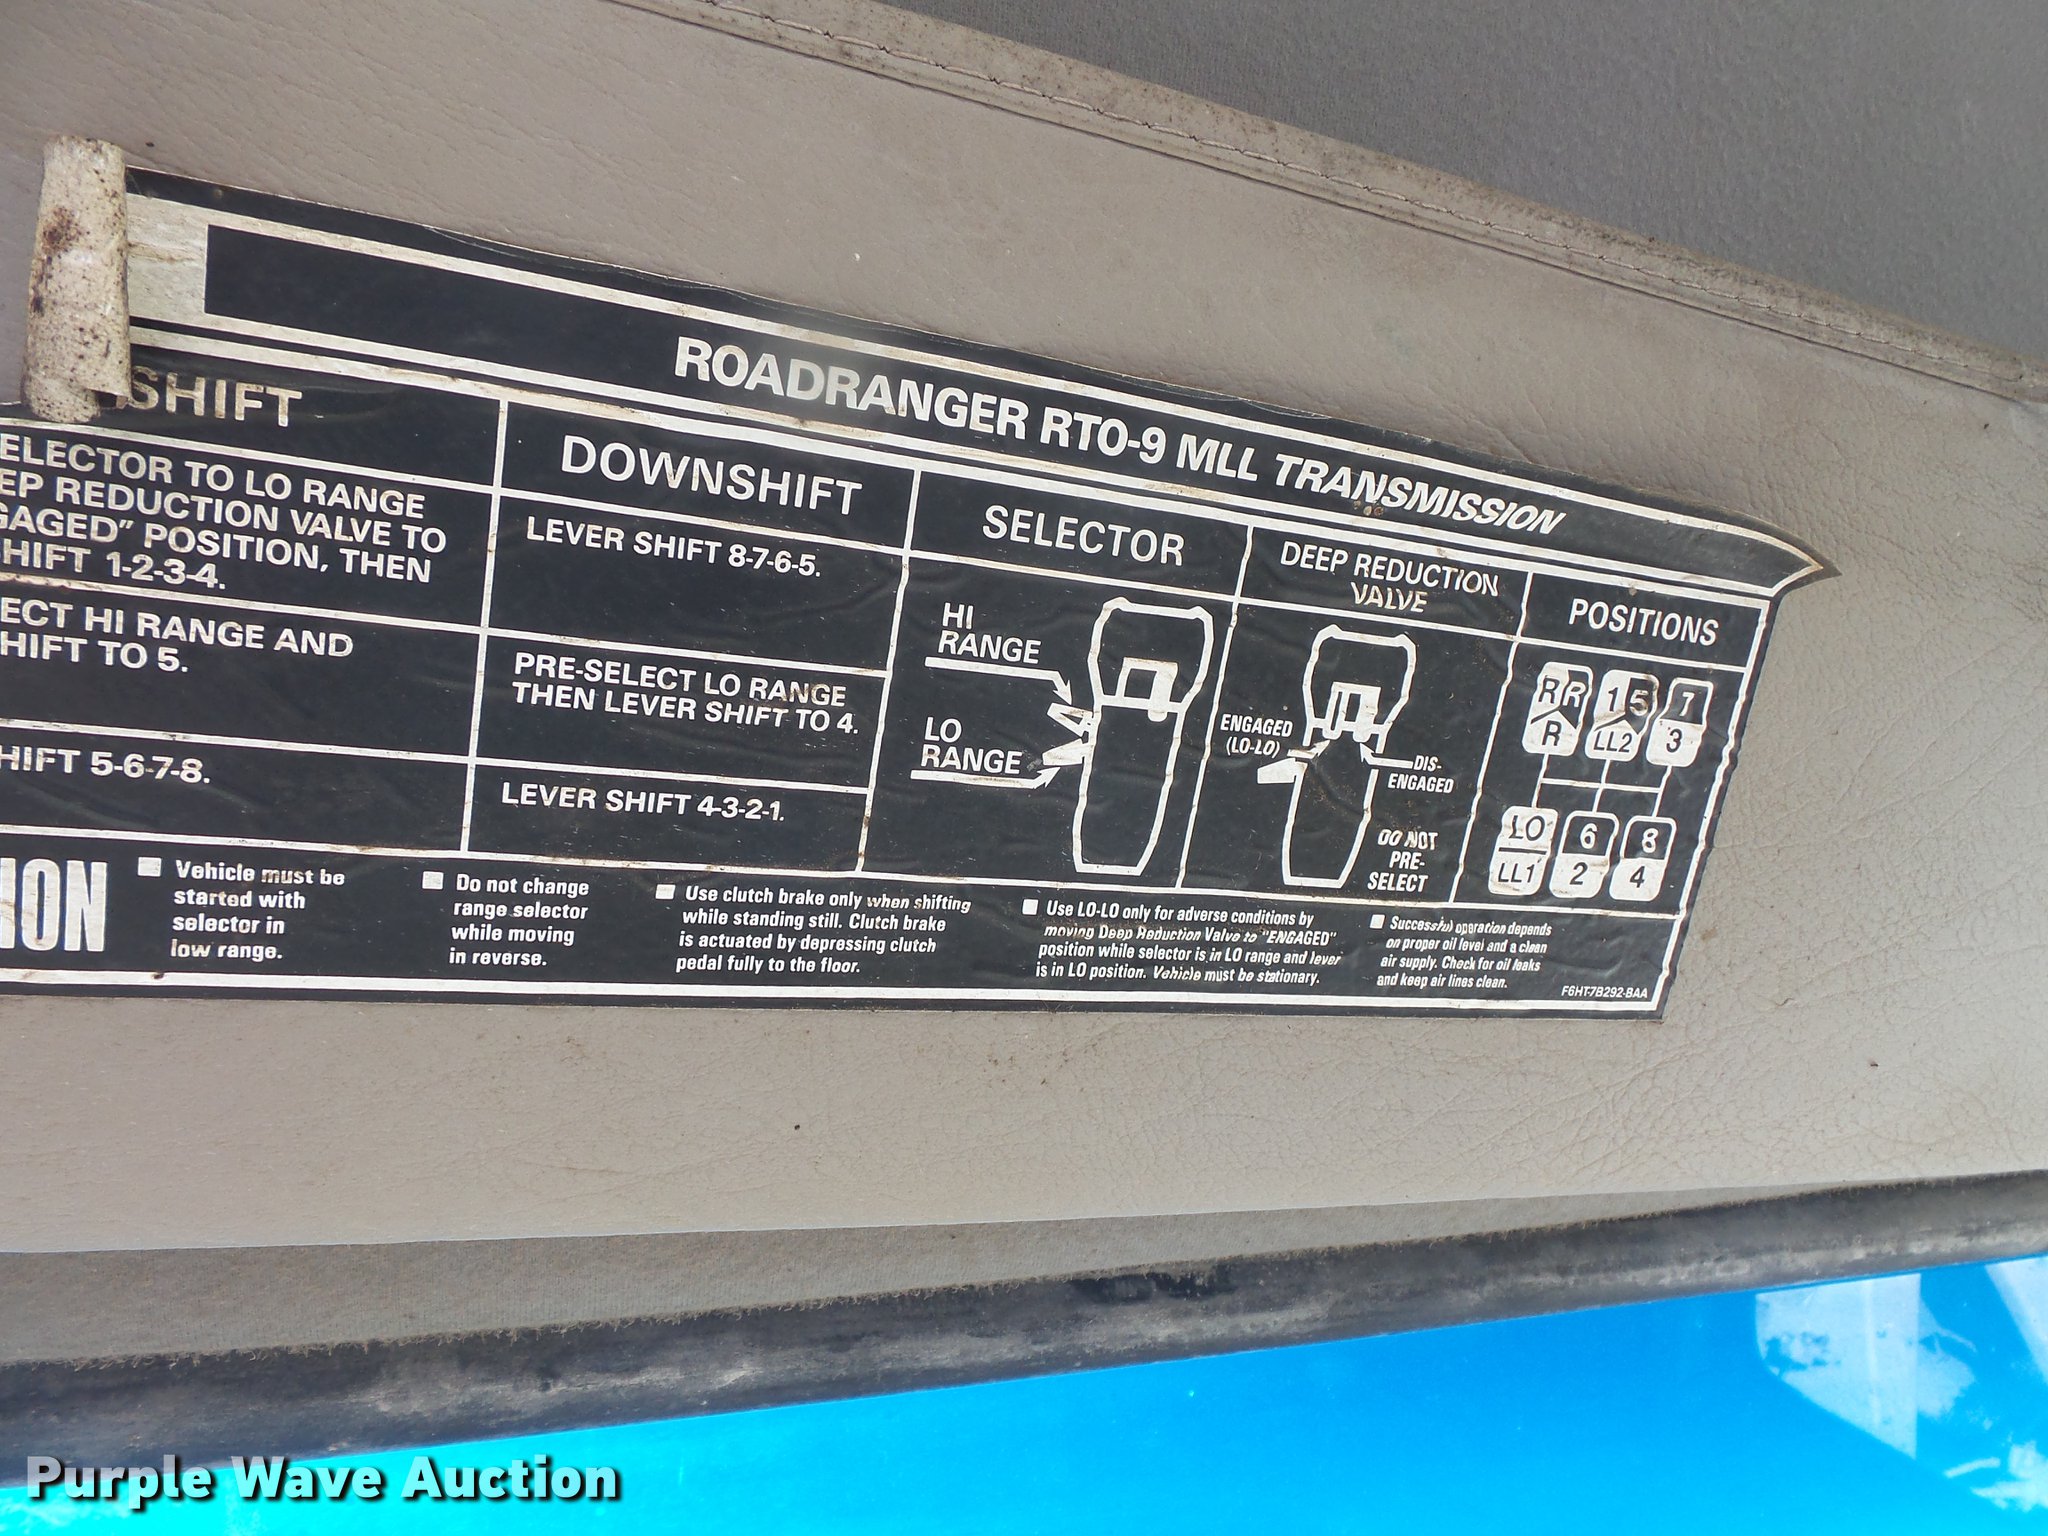 ROADRANGER RTO-9 MLL TRANSMISSION
SHIFT
ELECTOR TO LO RANGE
EP REDUCTION VALVE TO
GAGED" POSITION, THEN
HIFT 1-2-3-4.
ECT HI RANGE AND
HIFT TO 5.
HIFT 5-6-7-8.
DOWNSHIFT
LEVER SHIFT 8-7-6-5.
PRE-SELECT LO RANGE
THEN LEVER SHIFT TO 4.
LEVER SHIFT 4-3-2-1.
SELECTOR
HI
RANGE
LO
RANGE
DEEP REDUCTION
VALVE
ENGAGED
(LO-LO)
DIS-
ENGAGED
DO NOT
PRE-
SELECT
POSITIONS
R R 1 5 7
R LL2 3
LO 6 8
LL1 2 4
ION
Vehicle must be
started with
selector in
low range.
Do not change
range selector
while moving
in reverse.
Use clutch brake only when shifting
while standing still. Clutch brake
is actuated by depressing clutch
pedal fully to the floor.
Use LO-LO only for adverse conditions by
moving Deep Reduction Valve to "ENGAGED"
position while selector is in LO range and lever
is in LO position. Vehicle must be stationary.
Successful operation depends
on proper oil level and a clean
air supply. Check for oil leaks
and keep air lines clean.
F6HT-7B292-BAA
Purple Wave Auction